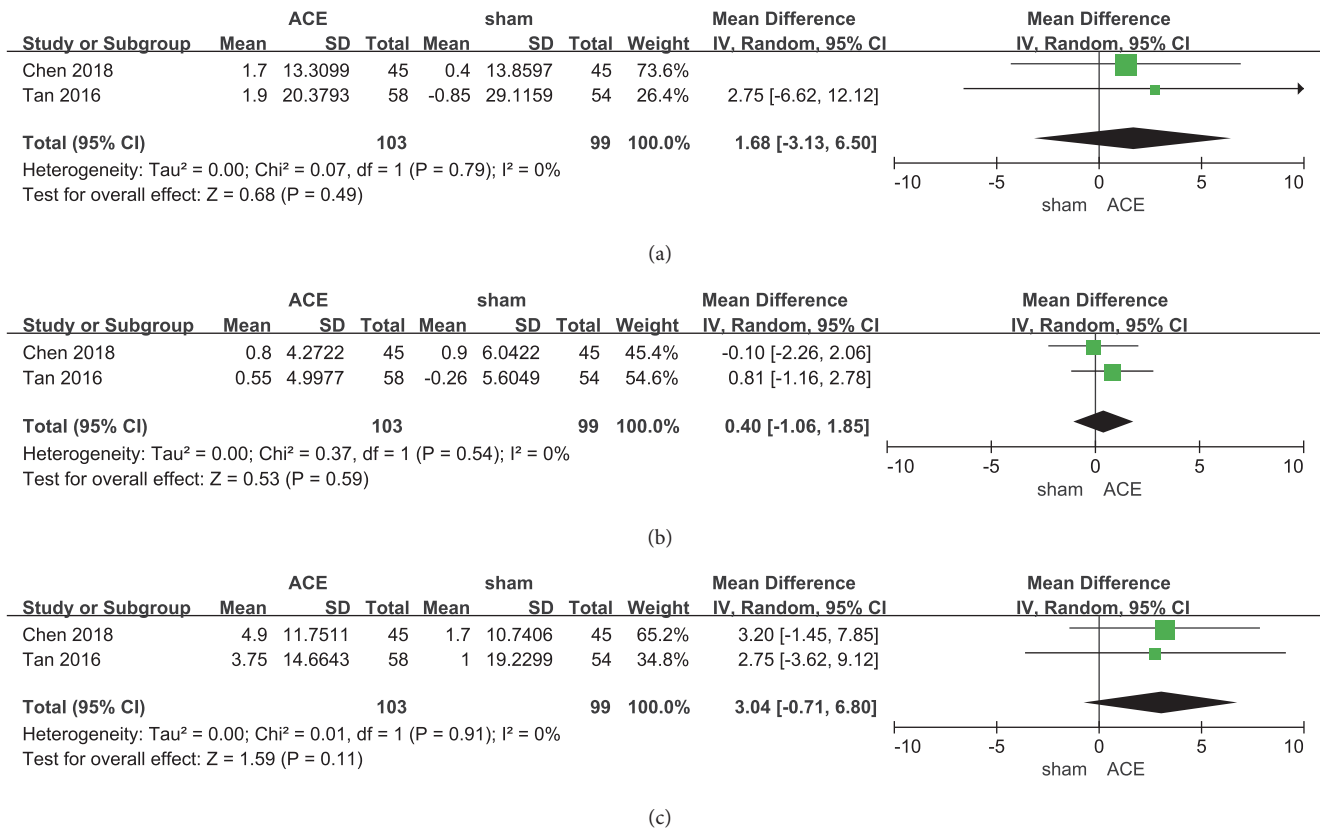 ACE sham Mean Difference Mean Difference
Study or Subgroup Mean SD Total Mean SD Total Weight IV, Random, 95% CI IV, Random, 95% CI
Chen 2018 1.7 13.3099 45 0.4 13.8597 45 73.6%
Tan 2016 1.9 20.3793 58 -0.85 29.1159 54 26.4% 2.75 [-6.62, 12.12]
Total (95% CI) 103 99 100.0% 1.68 [-3.13, 6.50]
Heterogeneity: Tau² = 0.00; Chi² = 0.07, df = 1 (P = 0.79); I² = 0%
Test for overall effect: Z = 0.68 (P = 0.49)
-10 -5 0 5 10
sham ACE
(a)
ACE sham Mean Difference Mean Difference
Study or Subgroup Mean SD Total Mean SD Total Weight IV, Random, 95% CI IV, Random, 95% CI
Chen 2018 0.8 4.2722 45 0.9 6.0422 45 45.4% -0.10 [-2.26, 2.06]
Tan 2016 0.55 4.9977 58 -0.26 5.6049 54 54.6% 0.81 [-1.16, 2.78]
Total (95% CI) 103 99 100.0% 0.40 [-1.06, 1.85]
Heterogeneity: Tau² = 0.00; Chi² = 0.37, df = 1 (P = 0.54); I² = 0%
Test for overall effect: Z = 0.53 (P = 0.59)
-10 -5 0 5 10
sham ACE
(b)
ACE sham Mean Difference Mean Difference
Study or Subgroup Mean SD Total Mean SD Total Weight IV, Random, 95% CI IV, Random, 95% CI
Chen 2018 4.9 11.7511 45 1.7 10.7406 45 65.2% 3.20 [-1.45, 7.85]
Tan 2016 3.75 14.6643 58 1 19.2299 54 34.8% 2.75 [-3.62, 9.12]
Total (95% CI) 103 99 100.0% 3.04 [-0.71, 6.80]
Heterogeneity: Tau² = 0.00; Chi² = 0.01, df = 1 (P = 0.91); I² = 0%
Test for overall effect: Z = 1.59 (P = 0.11)
-10 -5 0 5 10
sham ACE
(c)